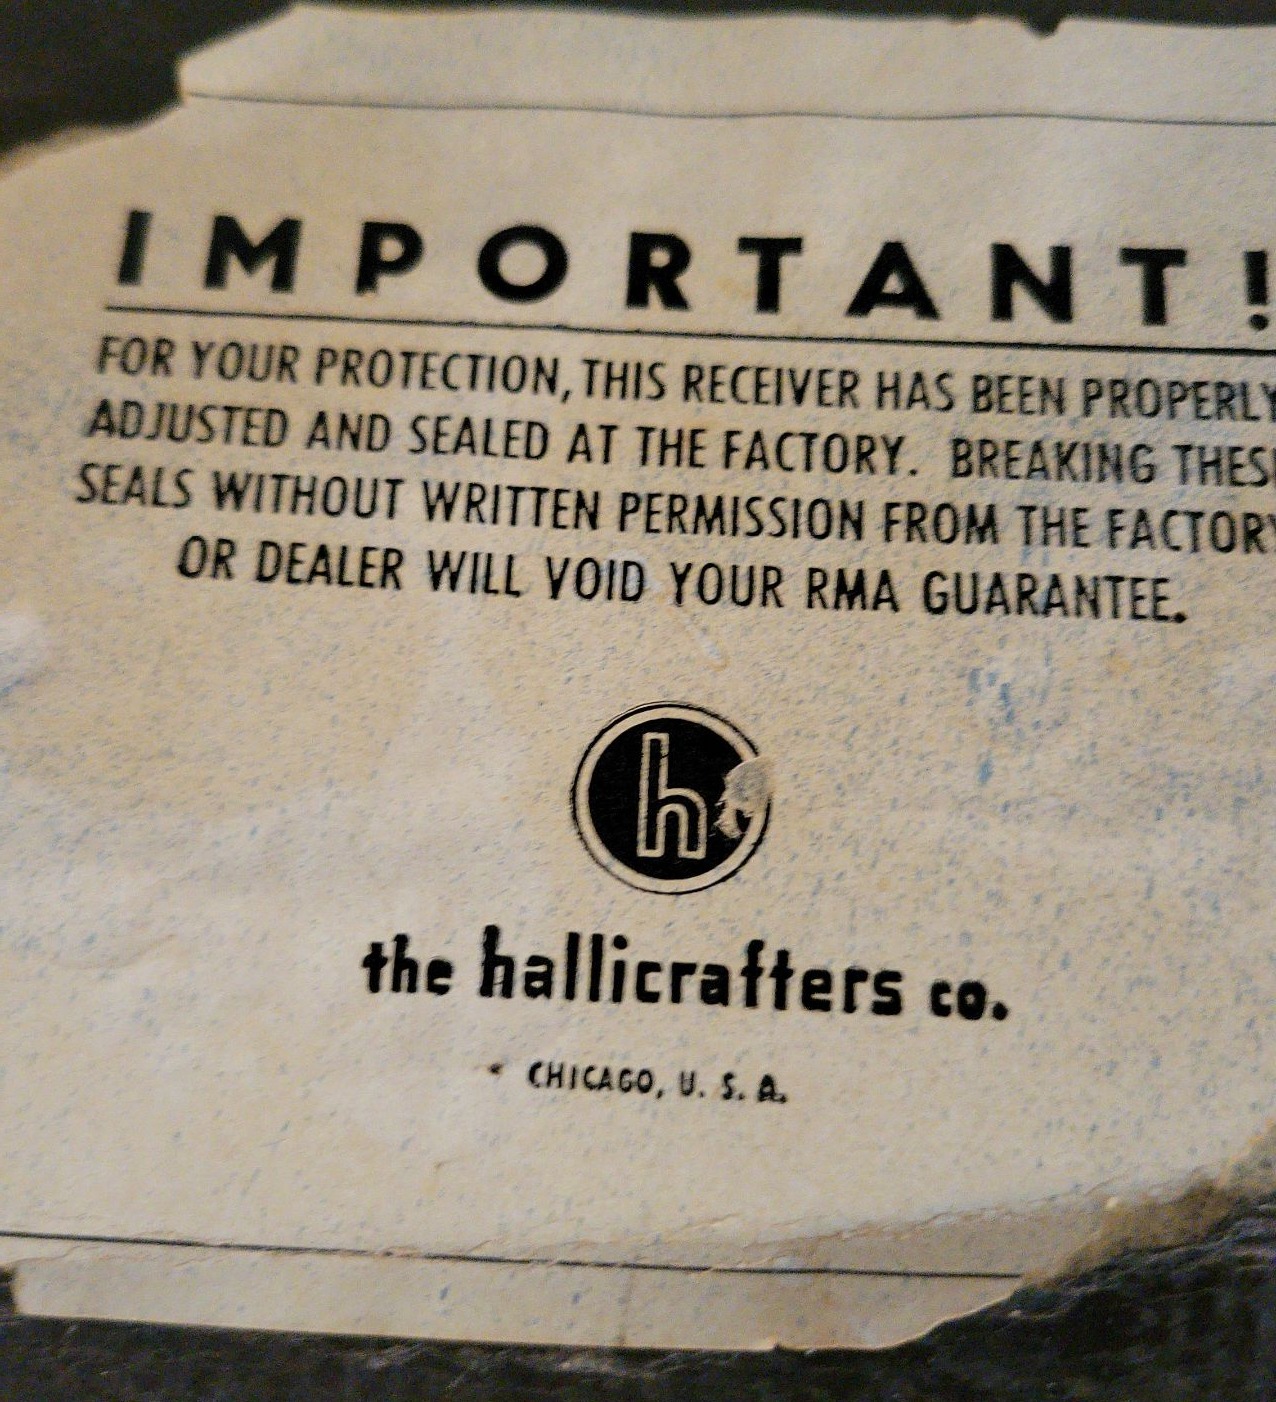 IMPORTANT!
FOR YOUR PROTECTION, THIS RECEIVER HAS BEEN PROPERLY
ADJUSTED AND SEALED AT THE FACTORY. BREAKING THESE
SEALS WITHOUT WRITTEN PERMISSION FROM THE FACTORY
OR DEALER WILL VOID YOUR RMA GUARANTEE.
h
the hallicrafters co.
CHICAGO, U. S. A.